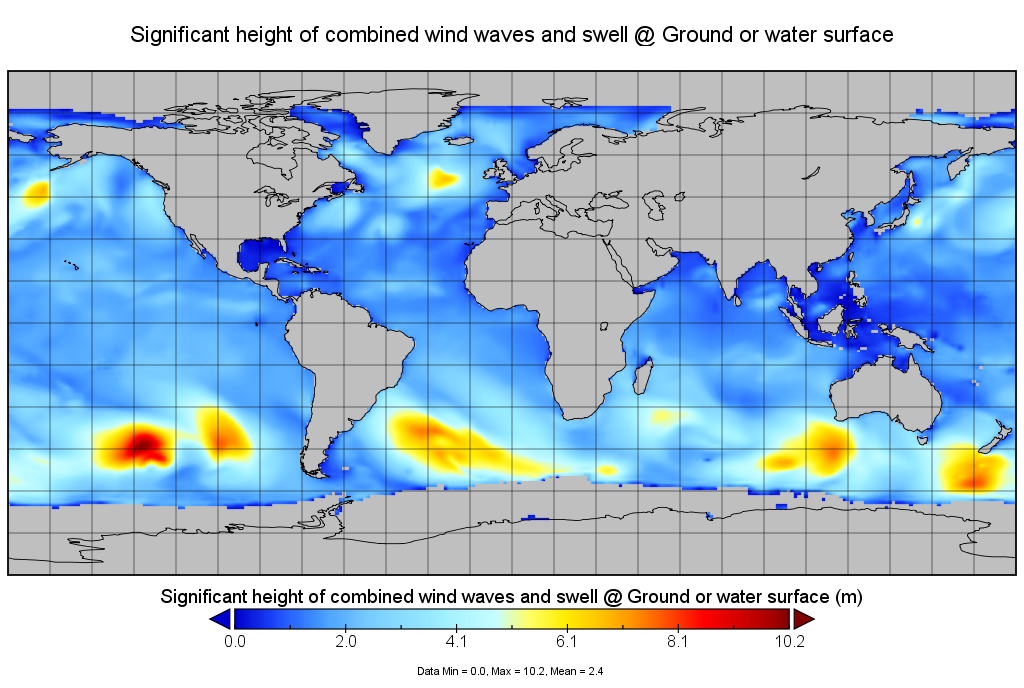 Significant height of combined wind waves and swell @ Ground or water surface
Significant height of combined wind waves and swell @ Ground or water surface (m)
0.0 2.0 4.1 6.1 8.1 10.2
Data Min = 0.0, Max = 10.2, Mean = 2.4